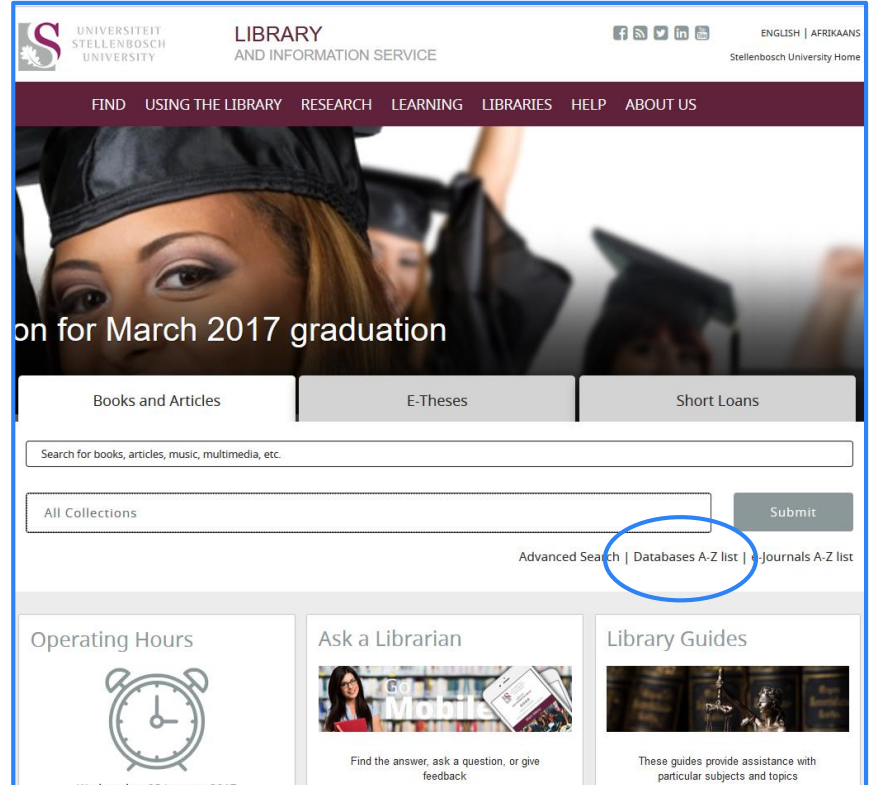 UNIVERSITEIT
STELLENBOSCH
UNIVERSITY
LIBRARY
AND INFORMATION SERVICE
ENGLISH | AFRIKAANS
Stellenbosch University Home
FIND USING THE LIBRARY RESEARCH LEARNING LIBRARIES HELP ABOUT US
on for March 2017 graduation
Books and Articles
E-Theses
Short Loans
Search for books, articles, music, multimedia, etc.
All Collections
Submit
Advanced Search | Databases A-Z list | e-Journals A-Z list
Operating Hours
Ask a Librarian
Go
Mobile
Find the answer, ask a question, or give
feedback
Library Guides
These guides provide assistance with
particular subjects and topics